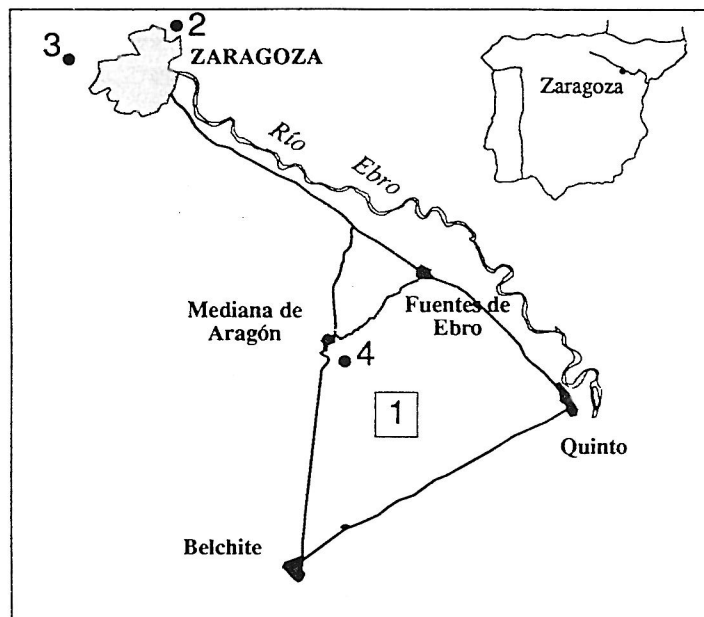 2
3
ZARAGOZA
Zaragoza
Río
Ebro
Mediana de
Aragón
Fuentes de
Ebro
4
1
Quinto
Belchite